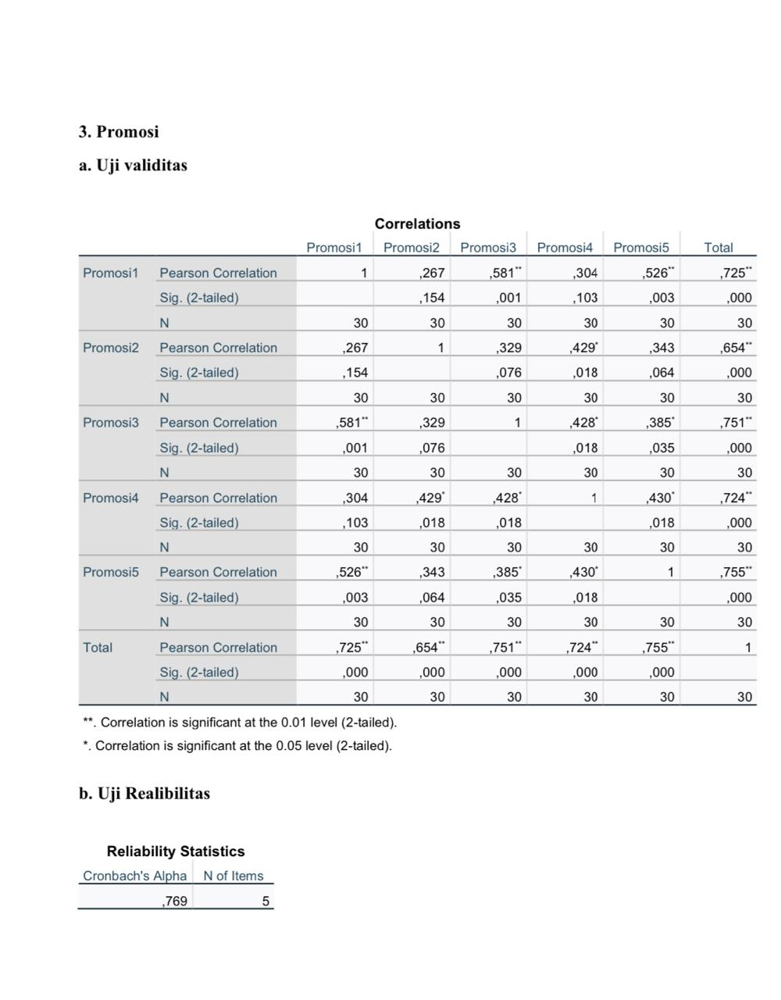 3. Promosi
a. Uji validitas
Correlations
Promosi1 Promosi2 Promosi3 Promosi4 Promosi5 Total
Promosi1 Pearson Correlation 1 ,267 ,581** ,304 ,526** ,725**
Sig. (2-tailed) ,154 ,001 ,103 ,003 ,000
N 30 30 30 30 30 30
Promosi2 Pearson Correlation ,267 1 ,329 ,429* ,343 ,654**
Sig. (2-tailed) ,154 ,076 ,018 ,064 ,000
N 30 30 30 30 30 30
Promosi3 Pearson Correlation ,581** ,329 1 ,428* ,385* ,751**
Sig. (2-tailed) ,001 ,076 ,018 ,035 ,000
N 30 30 30 30 30 30
Promosi4 Pearson Correlation ,304 ,429* ,428* 1 ,430* ,724**
Sig. (2-tailed) ,103 ,018 ,018 ,018 ,000
N 30 30 30 30 30 30
Promosi5 Pearson Correlation ,526** ,343 ,385* ,430* 1 ,755**
Sig. (2-tailed) ,003 ,064 ,035 ,018 ,000
N 30 30 30 30 30 30
Total Pearson Correlation ,725** ,654** ,751** ,724** ,755** 1
Sig. (2-tailed) ,000 ,000 ,000 ,000 ,000
N 30 30 30 30 30 30
**. Correlation is significant at the 0.01 level (2-tailed).
*. Correlation is significant at the 0.05 level (2-tailed).
b. Uji Realibilitas
Reliability Statistics
Cronbach's Alpha N of Items
,769 5